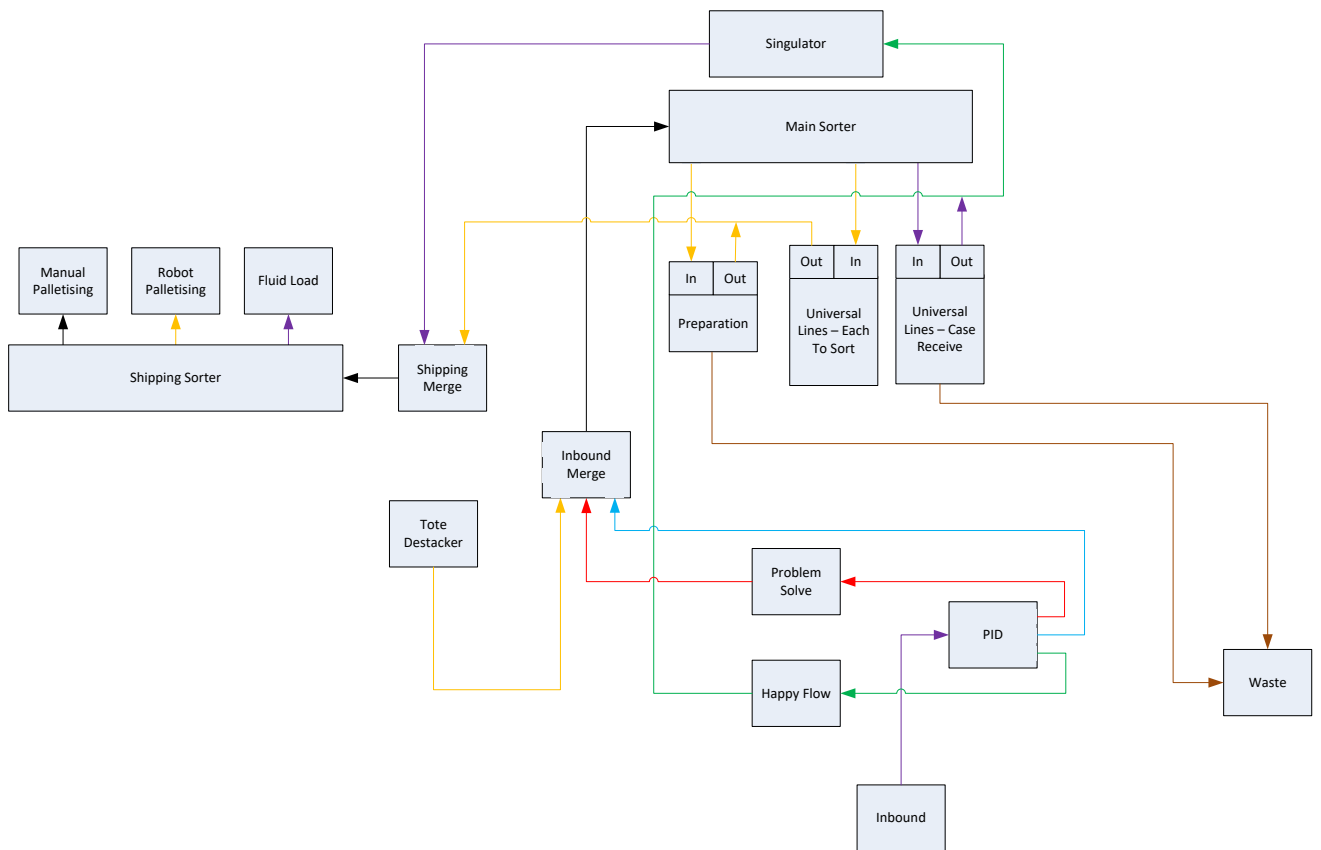 Singulator
Main Sorter
Manual
Palletising
Robot
Palletising
Fluid Load
In
Out
Preparation
Out
In
Universal
Lines – Each
To Sort
In
Out
Universal
Lines – Case
Receive
Shipping Sorter
Shipping
Merge
Inbound
Merge
Tote
Destacker
Problem
Solve
PID
Happy Flow
Waste
Inbound